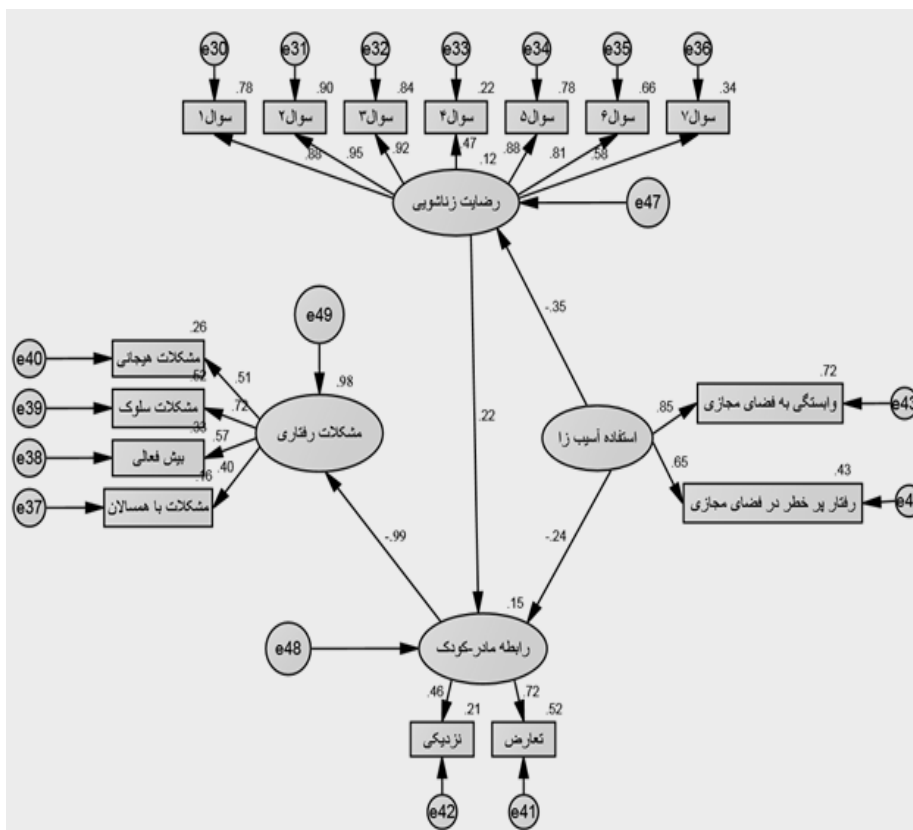 e30 e31 e32 e33 e34 e35 e36
.78 .90 .84 .22 .78 .66 .34
سوال۱ سوال۲ سوال۳ سوال۴ سوال۵ سوال۶ سوال۷
.88 .95 .92 .47 .88 .81 .58
.12
رضایت زناشویی
e47
-.35
e49
.98
مشکلات رفتاری
.26
e40
مشکلات هیجانی
.51
.52
e39
مشکلات سلوک
.72
.33
e38
بیش فعالی
.57
.16
e37
مشکلات با همسالان
.40
.22
استفاده آسیب زا
.72
.85
وابستگی به فضای مجازی
e43
.65
.43
رفتار پر خطر در فضای مجازی
-.99
-.24
.15
رابطه مادر-کودک
e48
.46 .72
.21 .52
نزدیکی تعارض
e42 e41